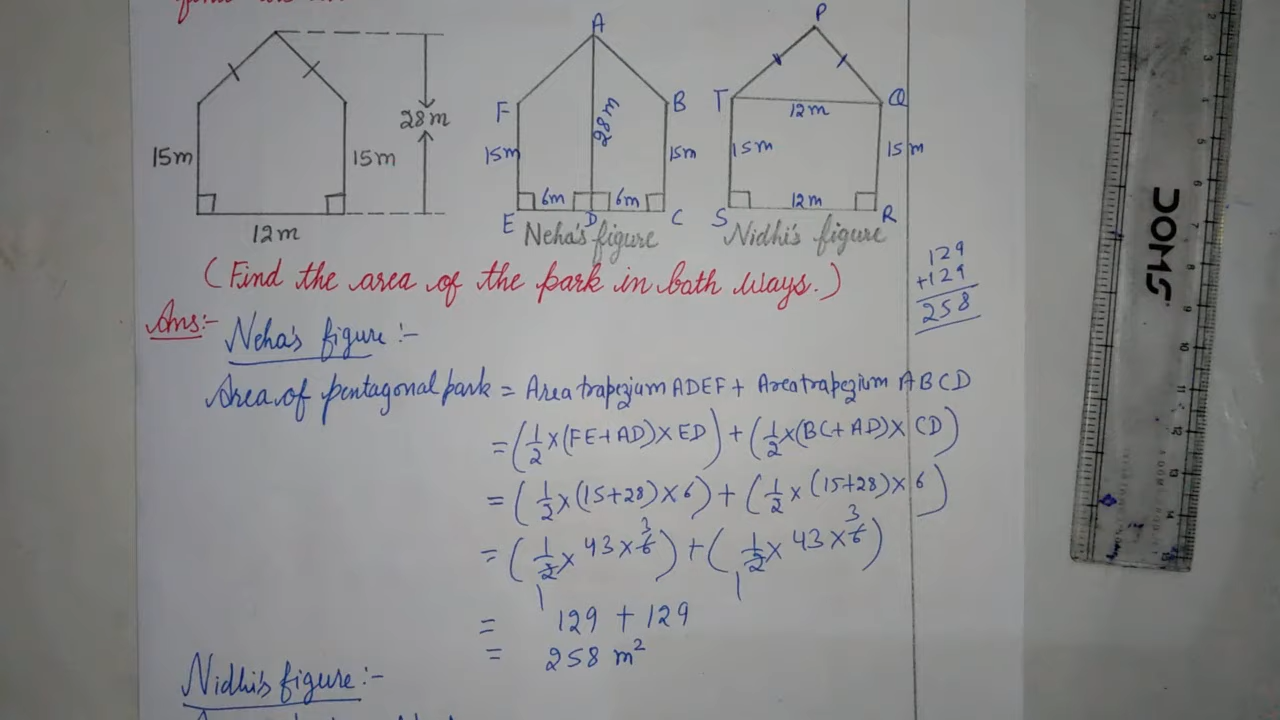 28m
15m
15m
12m
A
F
B
28m
15m
15m
6m
6m
E
D
C
Neha's figure
P
T
Q
12m
15m
15m
S
12m
R
Nidhi's figure
(Find the area of the park in both ways.)
129
+129
258
Ans:- Neha's figure :-
Area of pentagonal park = Area trapezium ADEF + Area trapezium ABCD
= (1/2 × (FE+AD) × ED) + (1/2 × (BC+AD) × CD)
= (1/2 × (15+28) × 6) + (1/2 × (15+28) × 6)
= (1/2 × 43 × 6) + (1/2 × 43 × 6)
3
3
1
1
= 129 + 129
= 258 m²
Nidhi's figure :-
DOMS